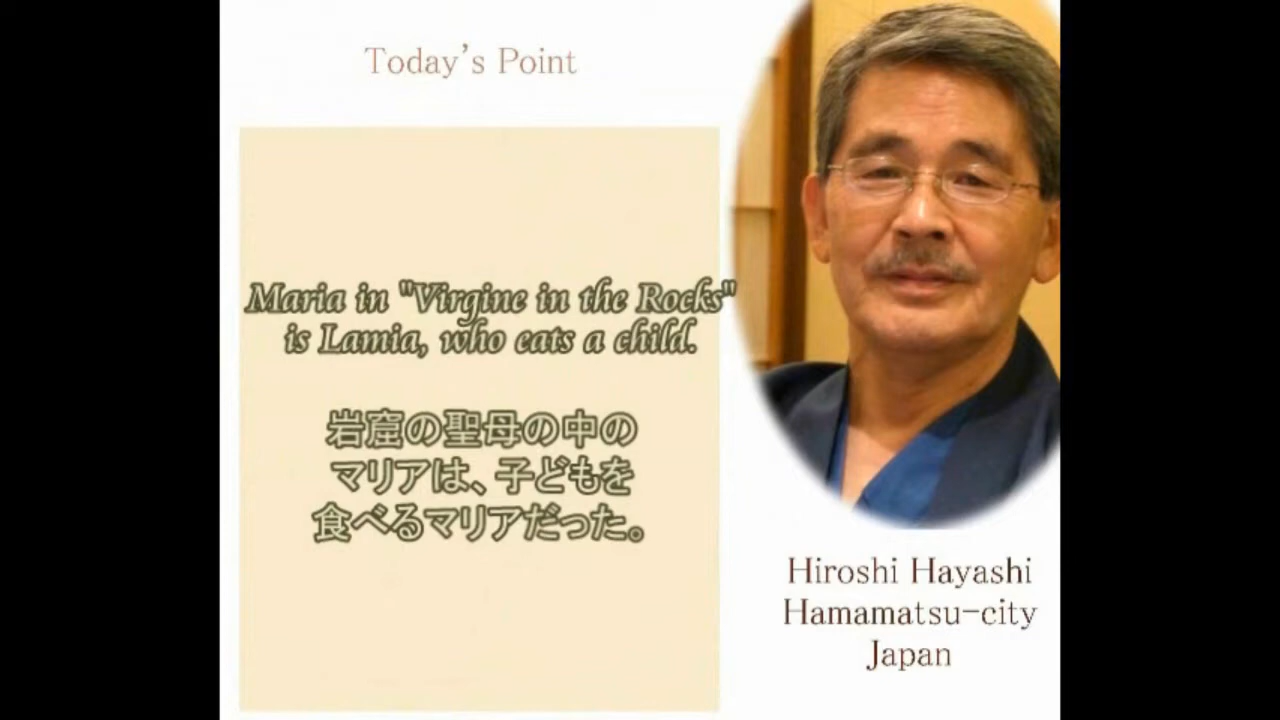 Today's Point
Maria in "Virgine in the Rocks"
is Lamia, who eats a child.
岩窟の聖母の中の
マリアは、子どもを
食べるマリアだった。
Hiroshi Hayashi
Hamamatsu-city
Japan